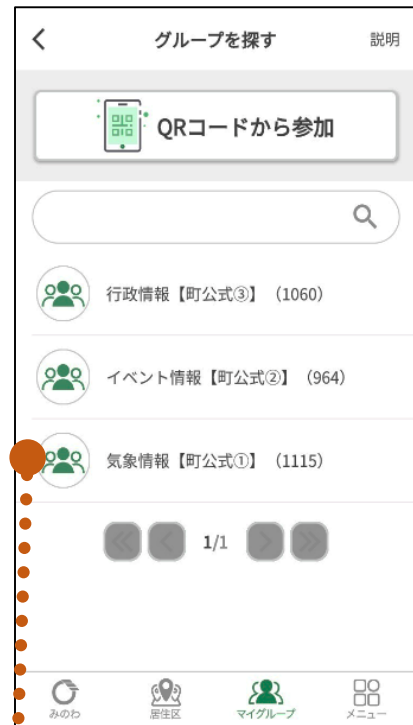 グループを探す 説明
QRコードから参加
行政情報【町公式③】（1060）
イベント情報【町公式②】（964）
気象情報【町公式①】（1115）
1/1
みのわ 居住区 マイグループ メニュー